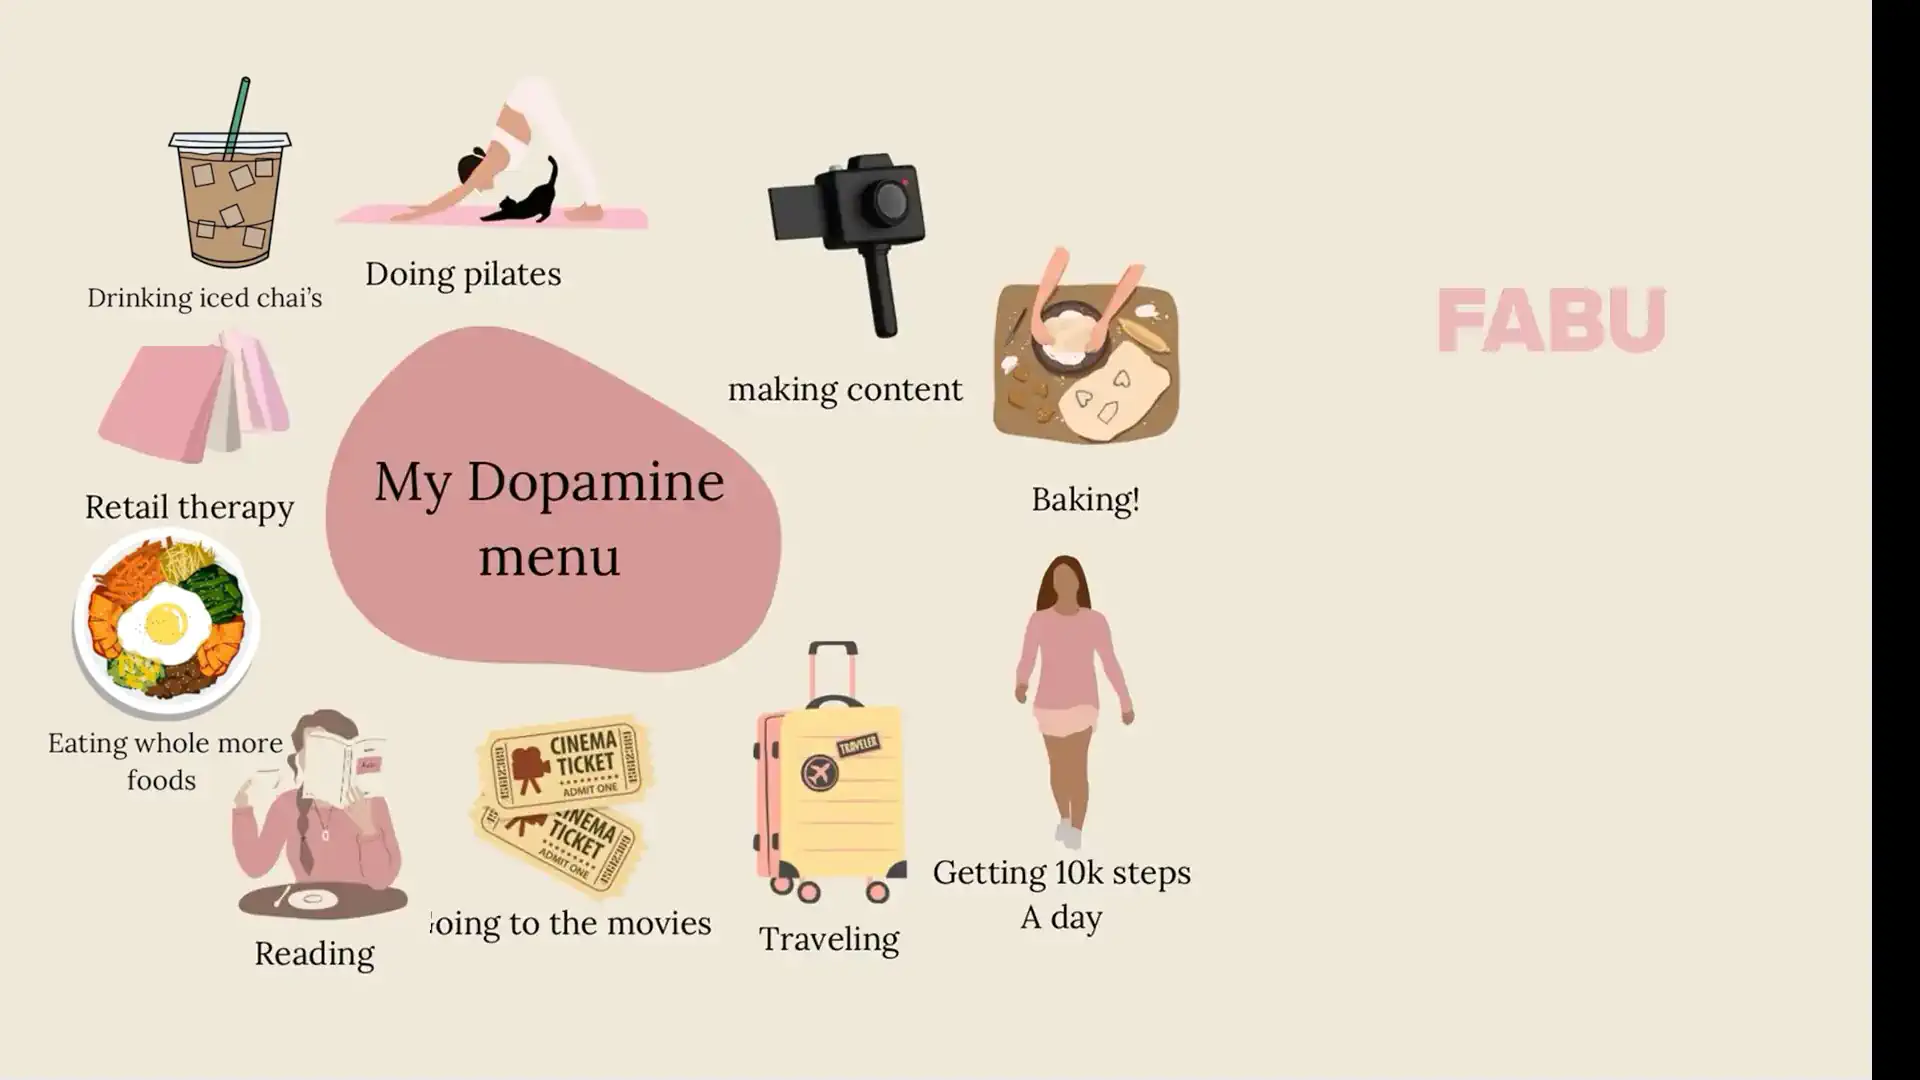 Drinking iced chai's
Doing pilates
making content
Baking!
FABU
Retail therapy
My Dopamine
menu
Eating whole more
foods
Reading
CINEMA
TICKET
ADMIT ONE
CINEMA
TICKET
ADMIT ONE
oing to the movies
TRAVELER
Traveling
Getting 10k steps
A day